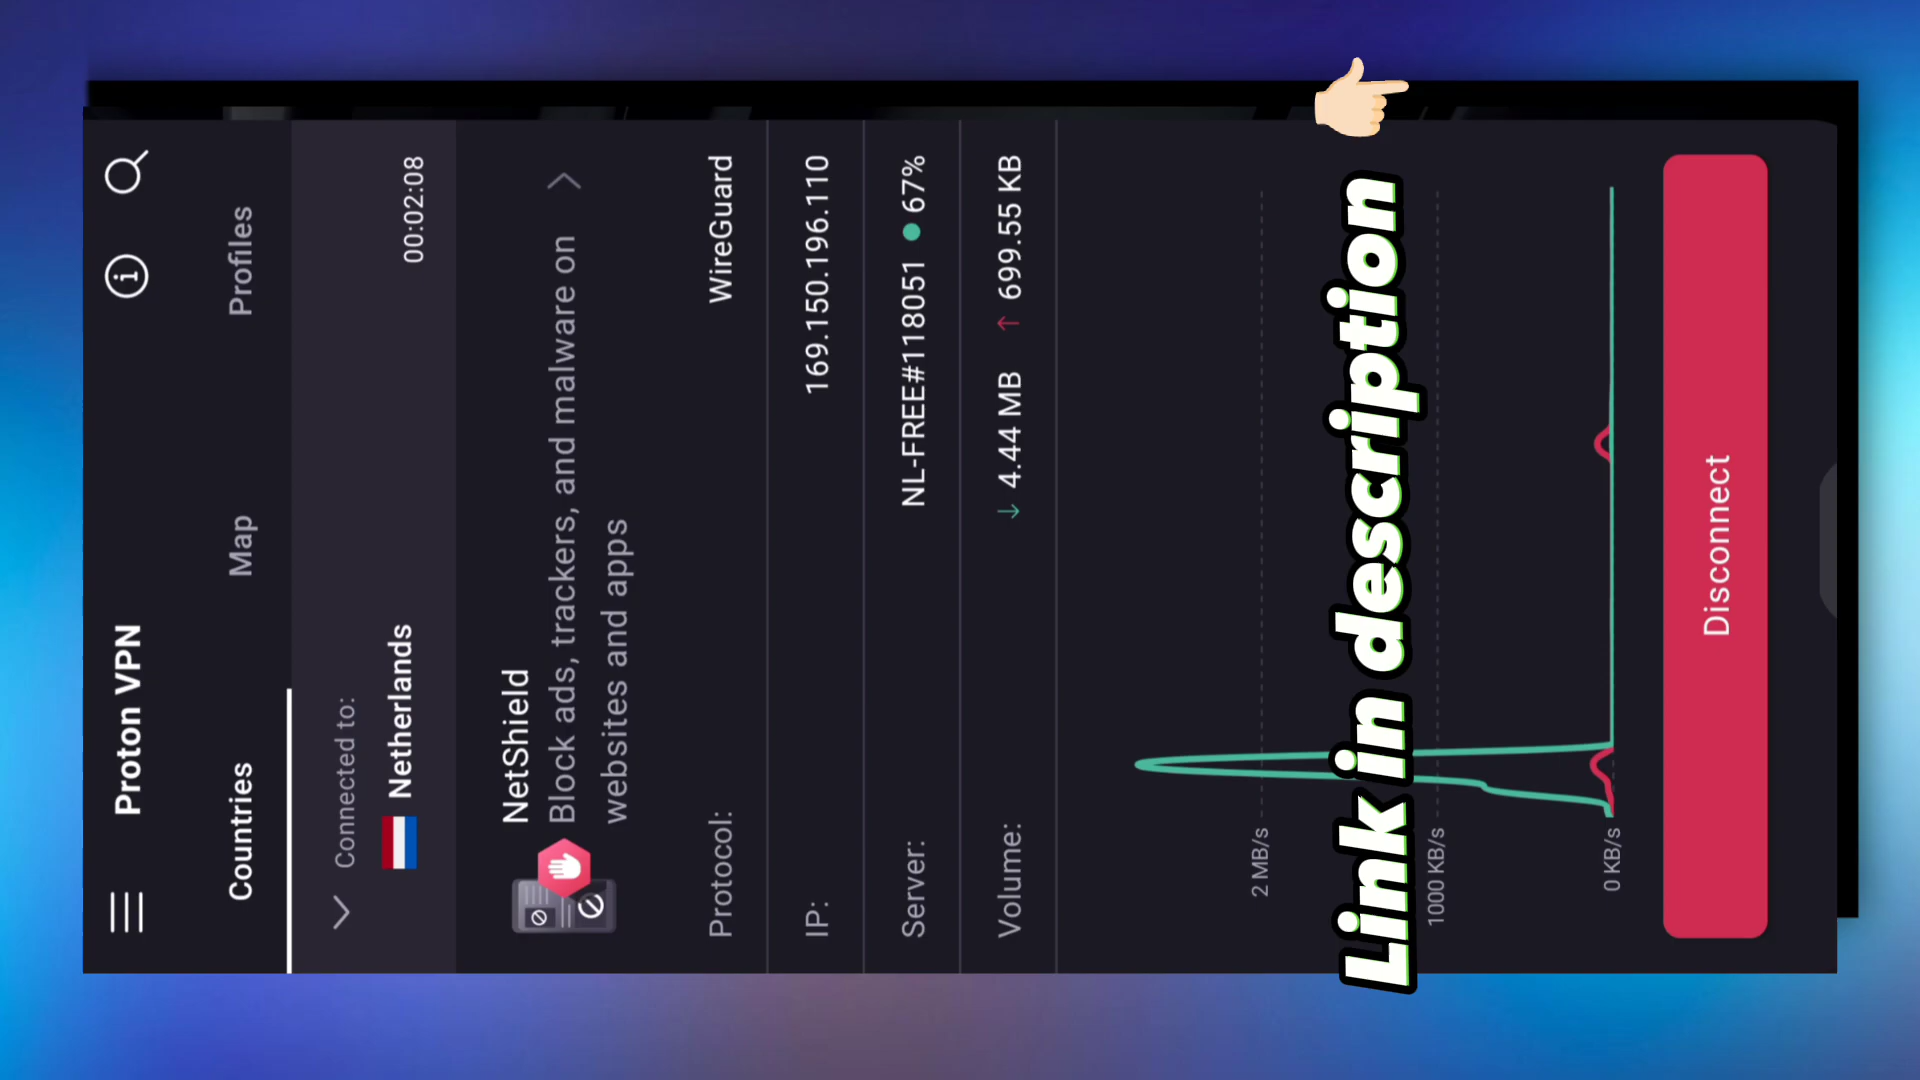 Proton VPN
Countries Map Profiles
Connected to:
Netherlands 00:02:08
NetShield
Block ads, trackers, and malware on
websites and apps
Protocol: WireGuard
IP: 169.150.196.110
Server: NL-FREE#118051 67%
Volume: ↓ 4.44 MB ↑ 699.55 KB
2 MB/s
Link in description
1000 KB/s
0 KB/s
Disconnect